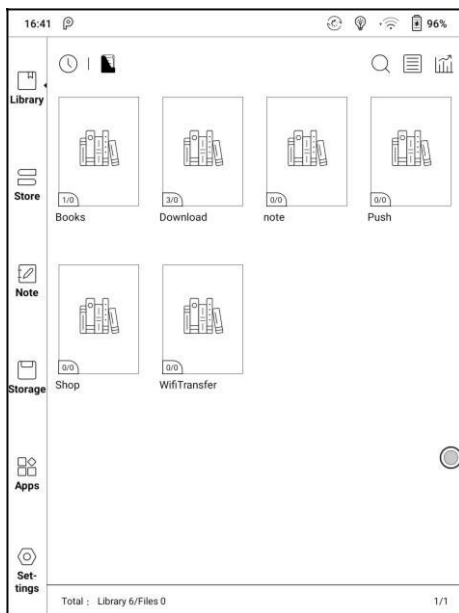 16:41
96%
Library
Store
Note
Storage
Apps
Set-
tings
1/0
Books
3/0
Download
0/0
note
0/0
Push
0/0
Shop
0/0
WifiTransfer
Total : Library 6/Files 0
1/1